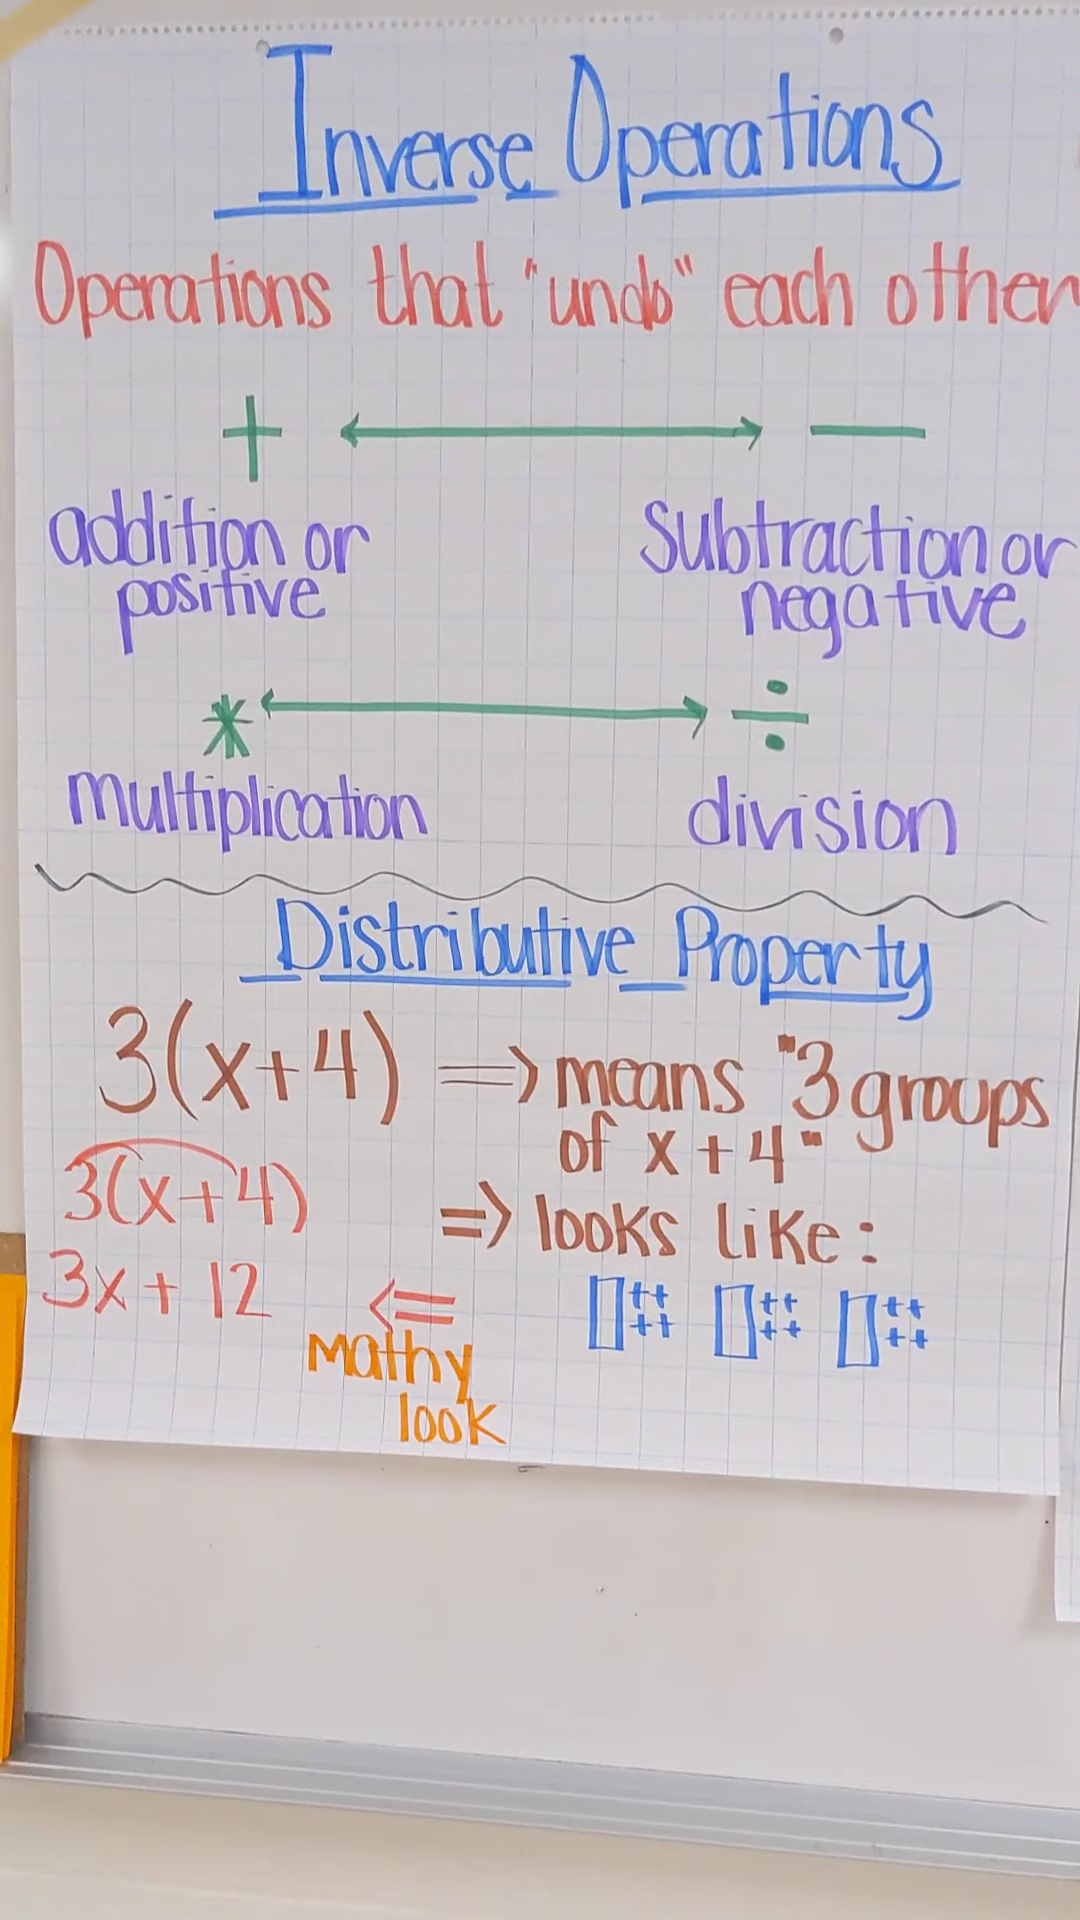 Inverse Operations
Operations that "undo" each other
+ ⟷ −
addition or positive
subtraction or negative
* ⟷ ÷
multiplication
division
Distributive Property
3(x+4) => means "3 groups
of x + 4"
3(x+4)
=> looks like:
3x + 12
<=
Mathy
look
++ ++ ++
++ ++ ++